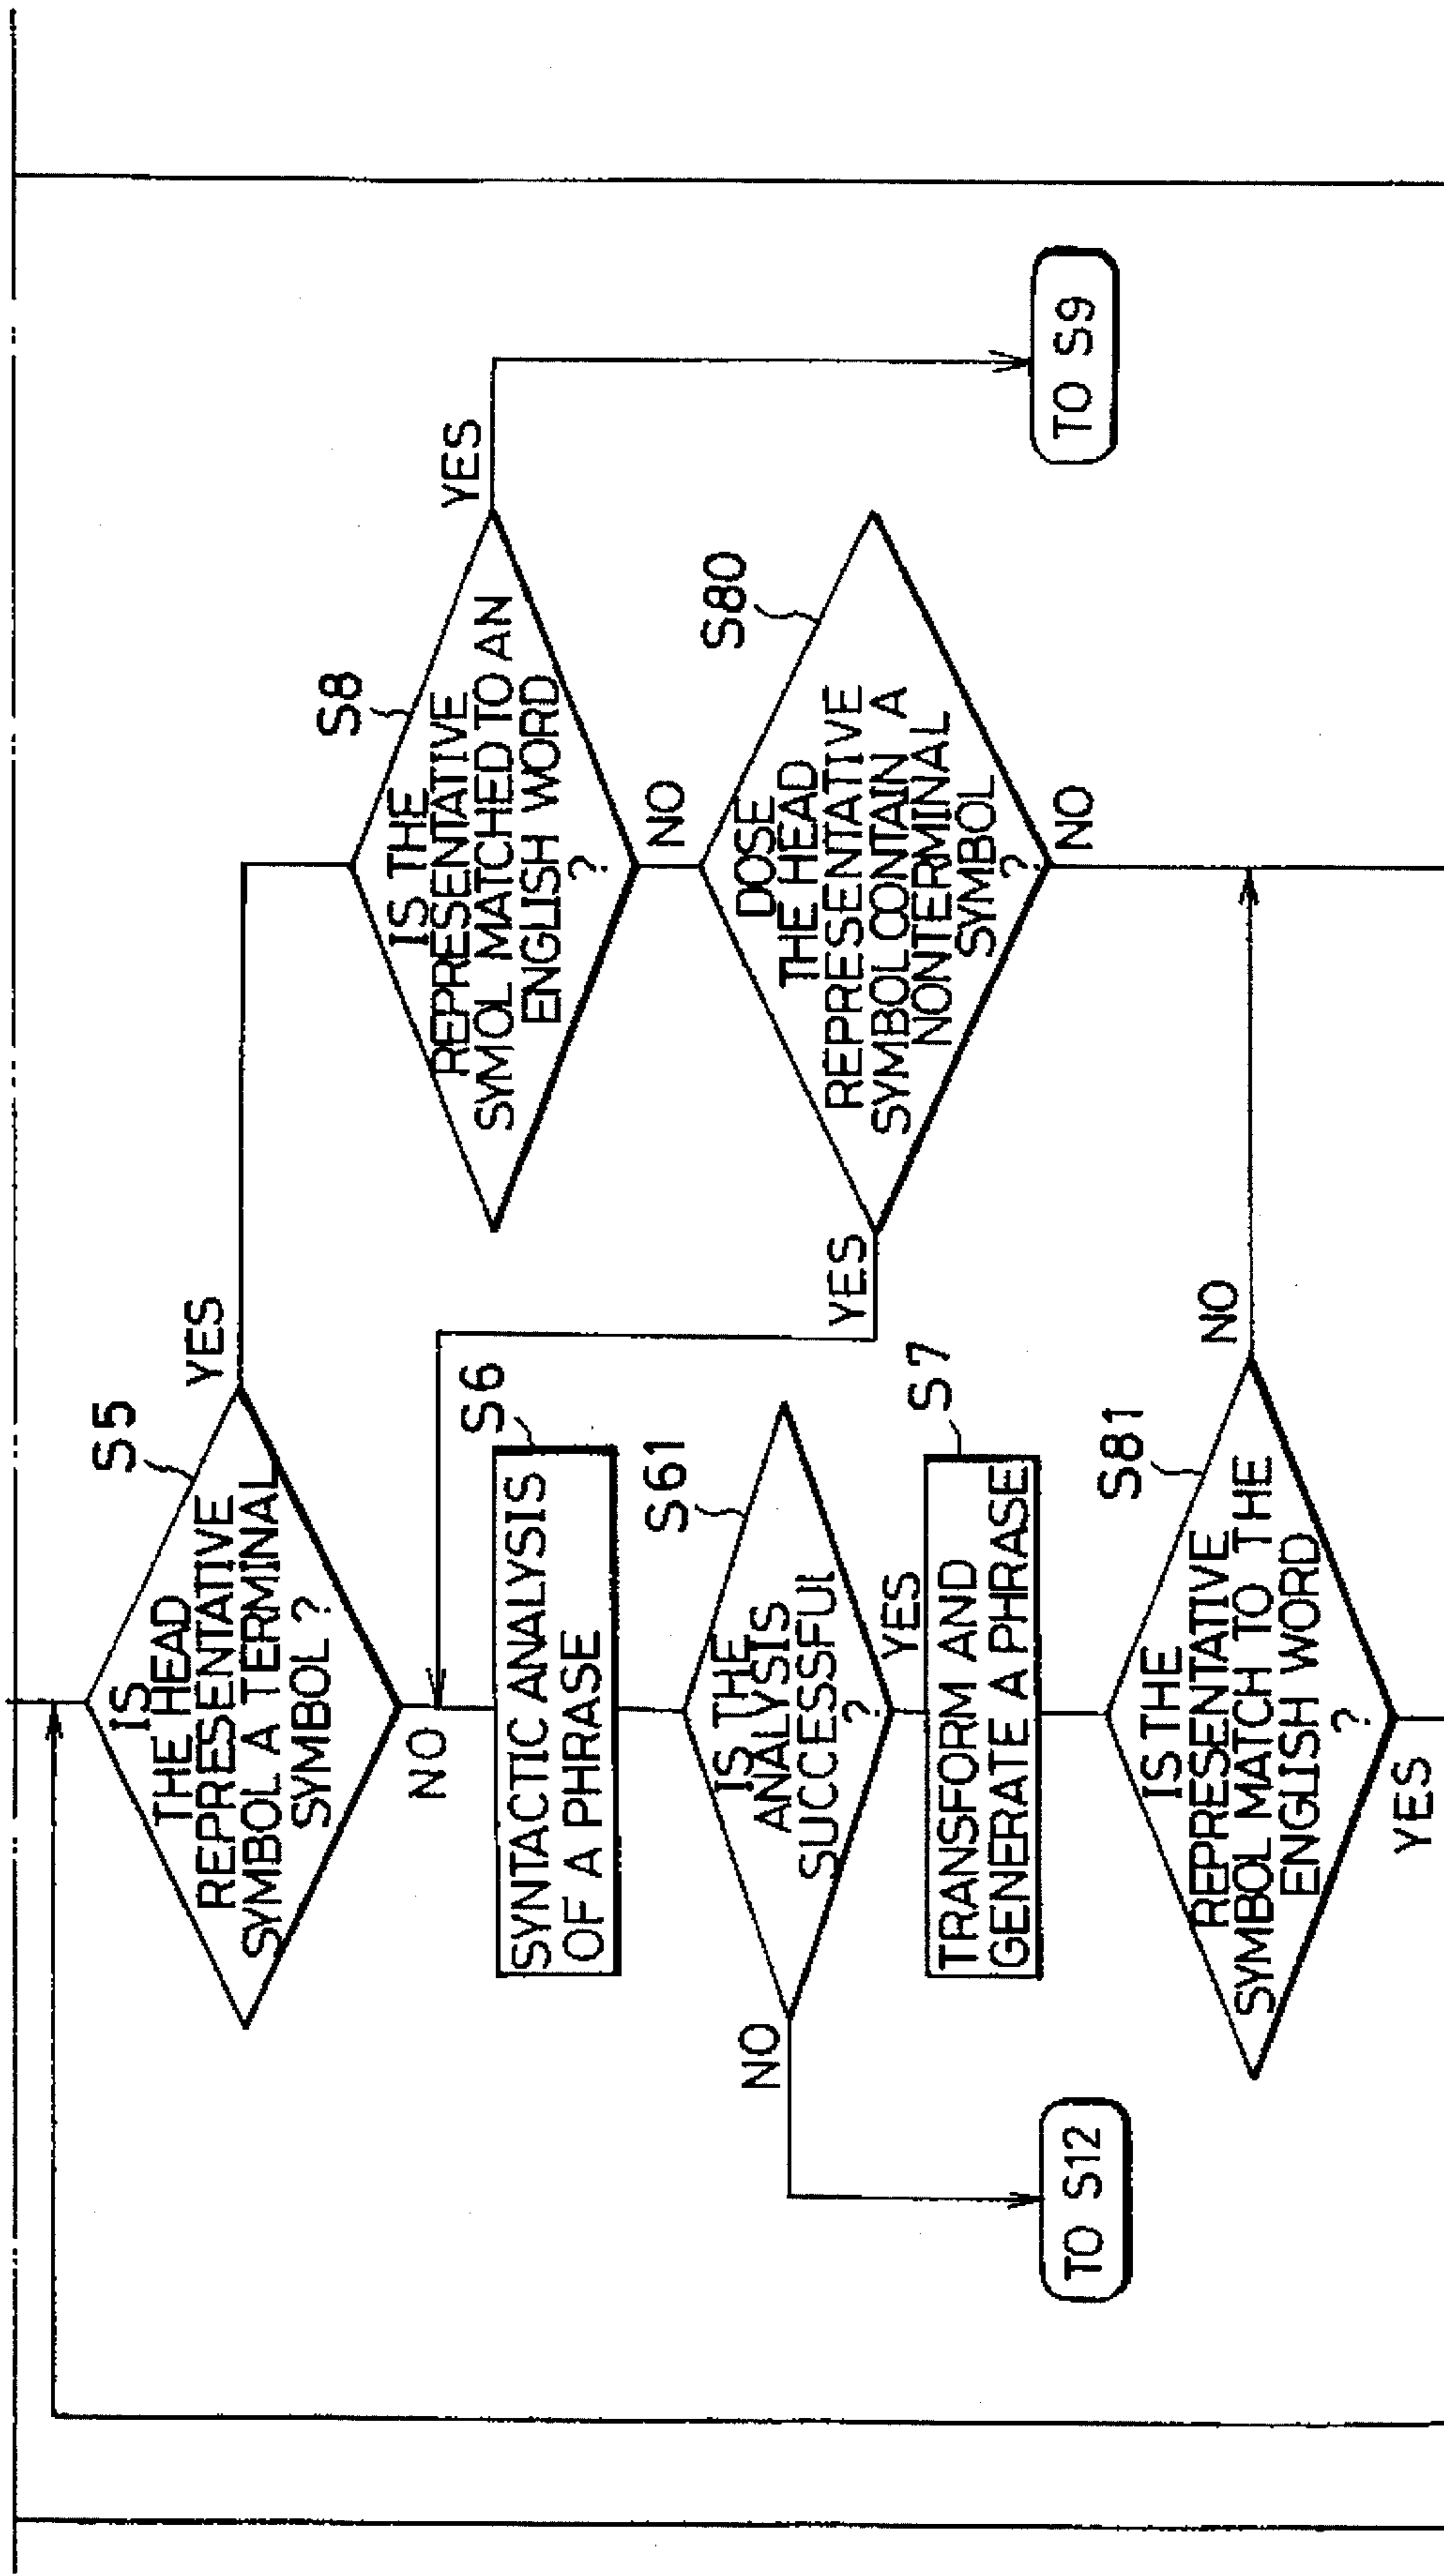 S5
IS
THE HEAD
REPRESENTATIVE
SYMBOL A TERMINAL
SYMBOL ?
YES
NO
S8
IS THE
REPRESENTATIVE
SYMOL MATCHED TO AN
ENGLISH WORD
?
YES
NO
TO S9
S6
SYNTACTIC ANALYSIS
OF A PHRASE
S80
DOSE
THE HEAD
REPRESENTATIVE
SYMBOL CONTAIN A
NONTERMINAL
SYMBOL
?
YES
NO
S61
IS THE
ANALYSIS
SUCCESSFUL
?
NO
YES
TO S12
S7
TRANSFORM AND
GENERATE A PHRASE
S81
IS THE
REPRESENTATIVE
SYMBOL MATCH TO THE
ENGLISH WORD
?
NO
YES